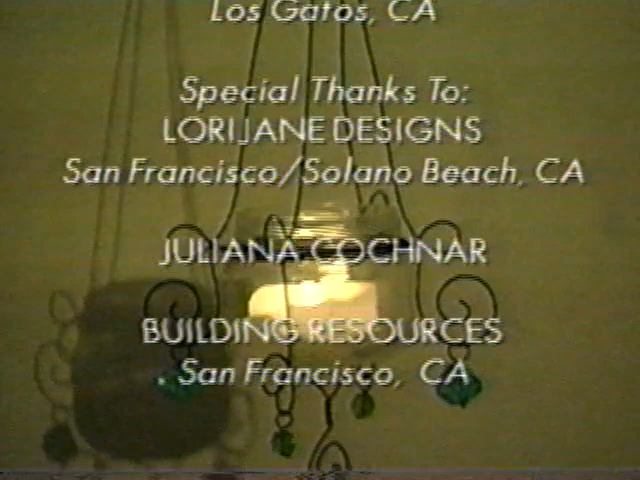 Los Gatos, CA
Special Thanks To:
LORIJANE DESIGNS
San Francisco/Solano Beach, CA
JULIANA COCHNAR
BUILDING RESOURCES
San Francisco, CA